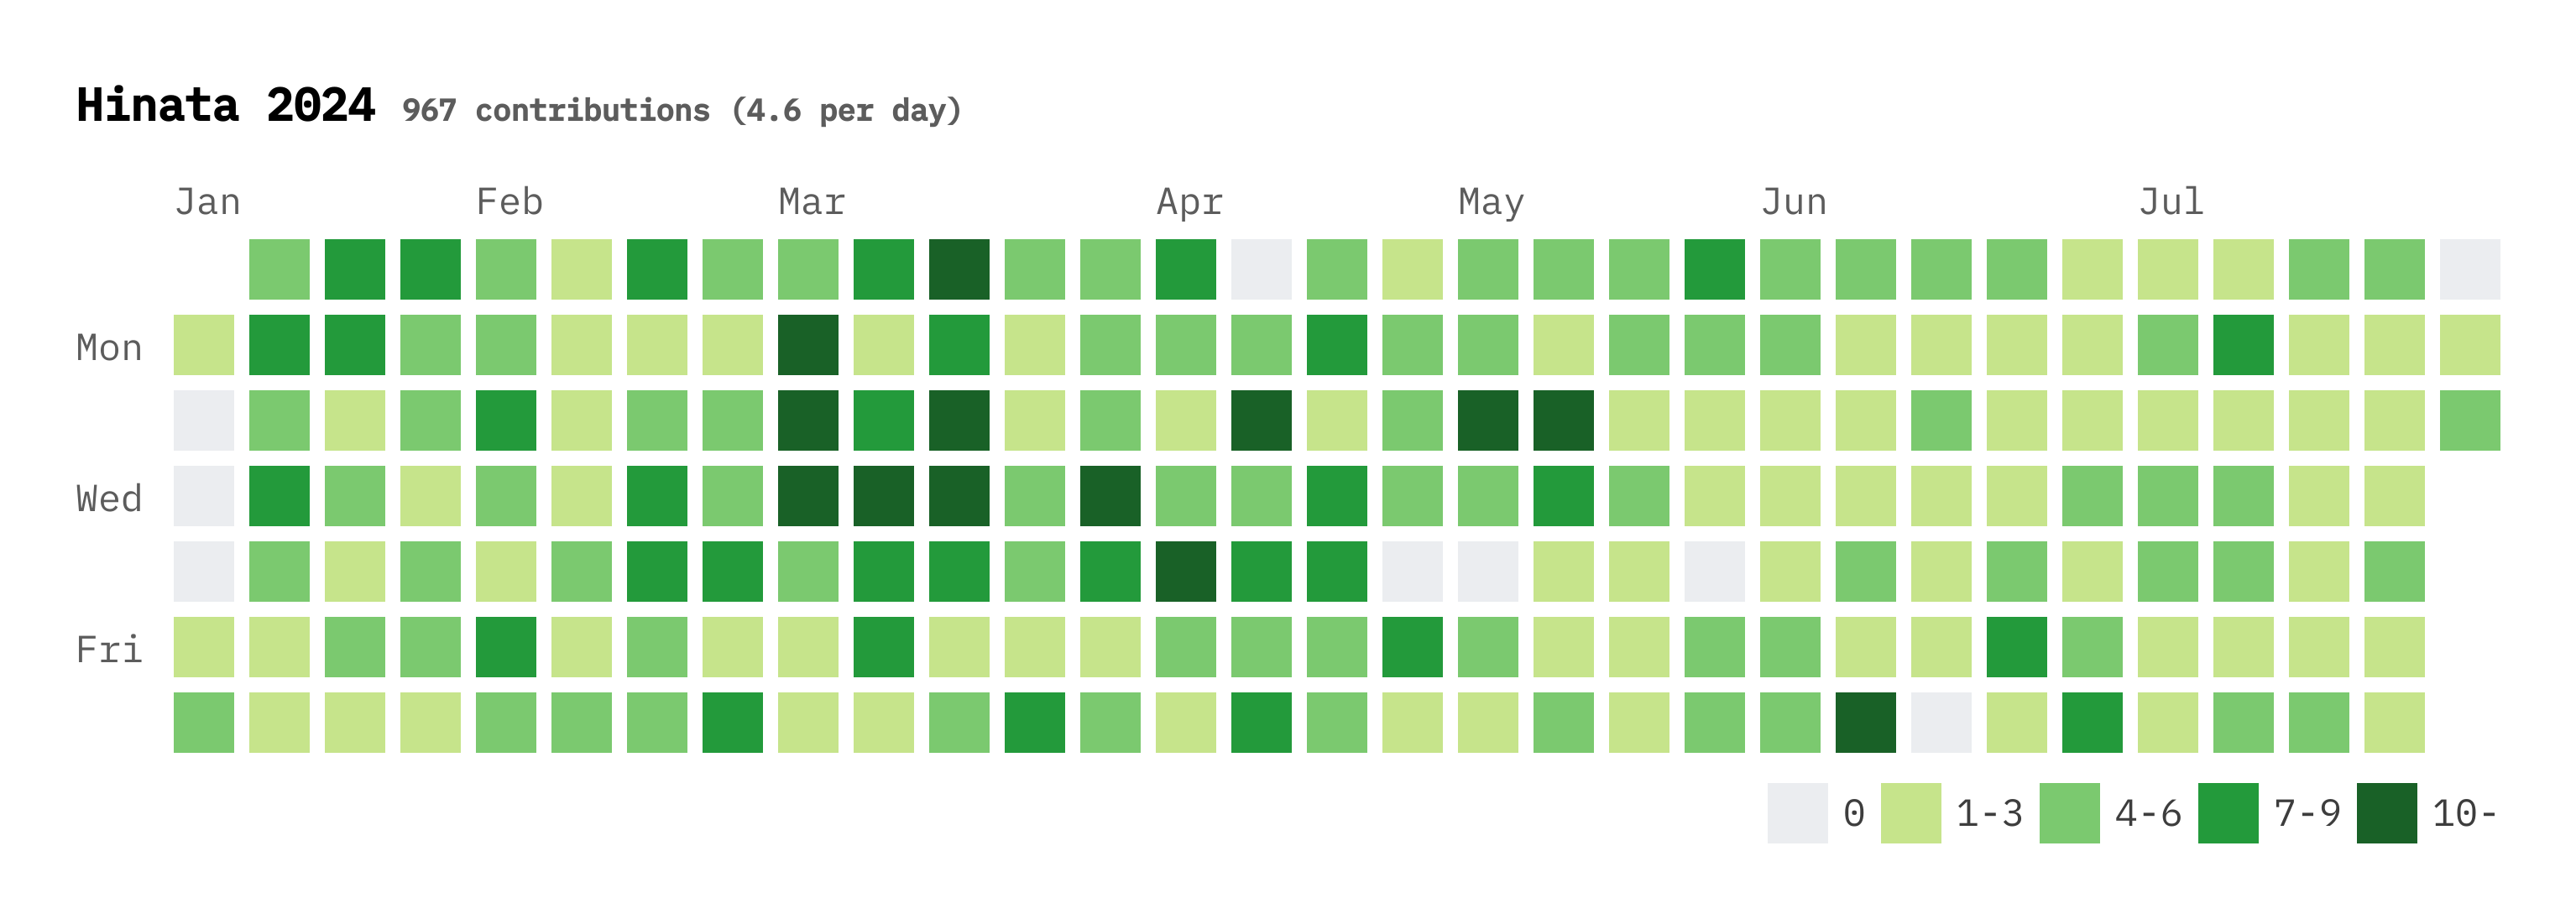 Hinata 2024 967 contributions (4.6 per day)
Jan Feb Mar Apr May Jun Jul
Mon
Wed
Fri
0 1-3 4-6 7-9 10-